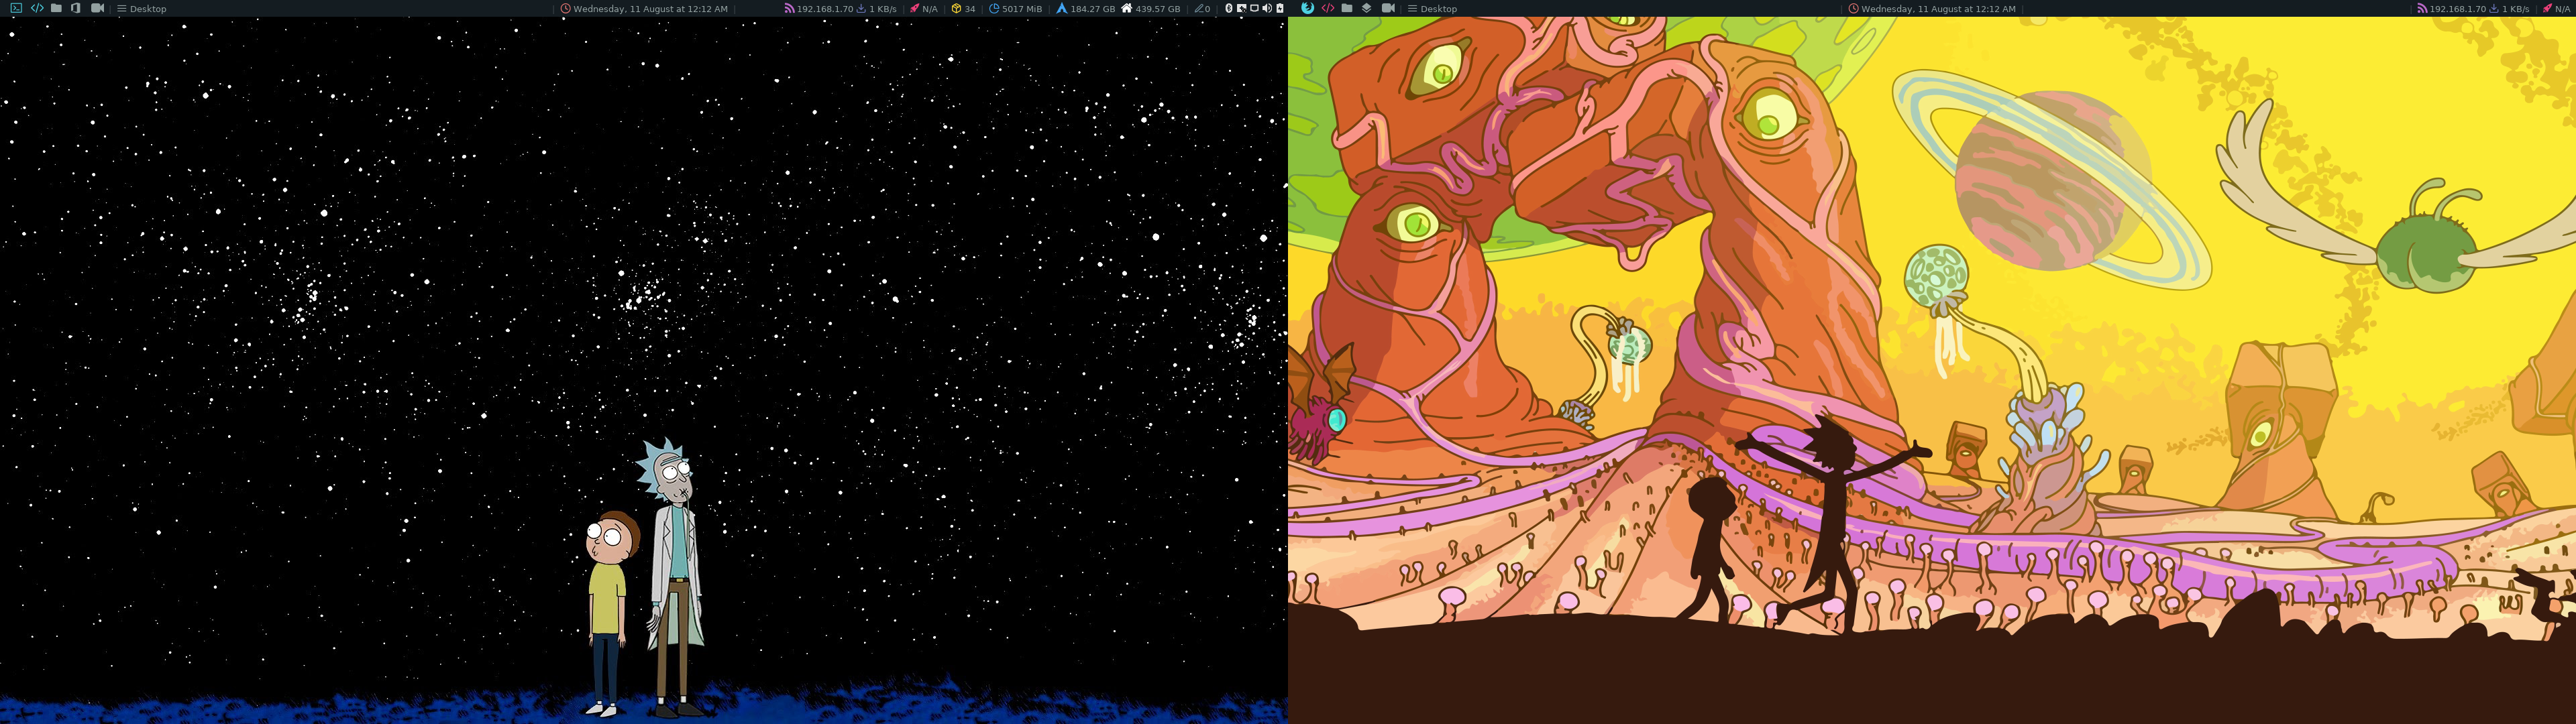 Desktop
Wednesday, 11 August at 12:12 AM
192.168.1.70 1 KB/s
N/A
34
5017 MiB
184.27 GB 439.57 GB
0
Desktop
Wednesday, 11 August at 12:12 AM
192.168.1.70 1 KB/s
N/A